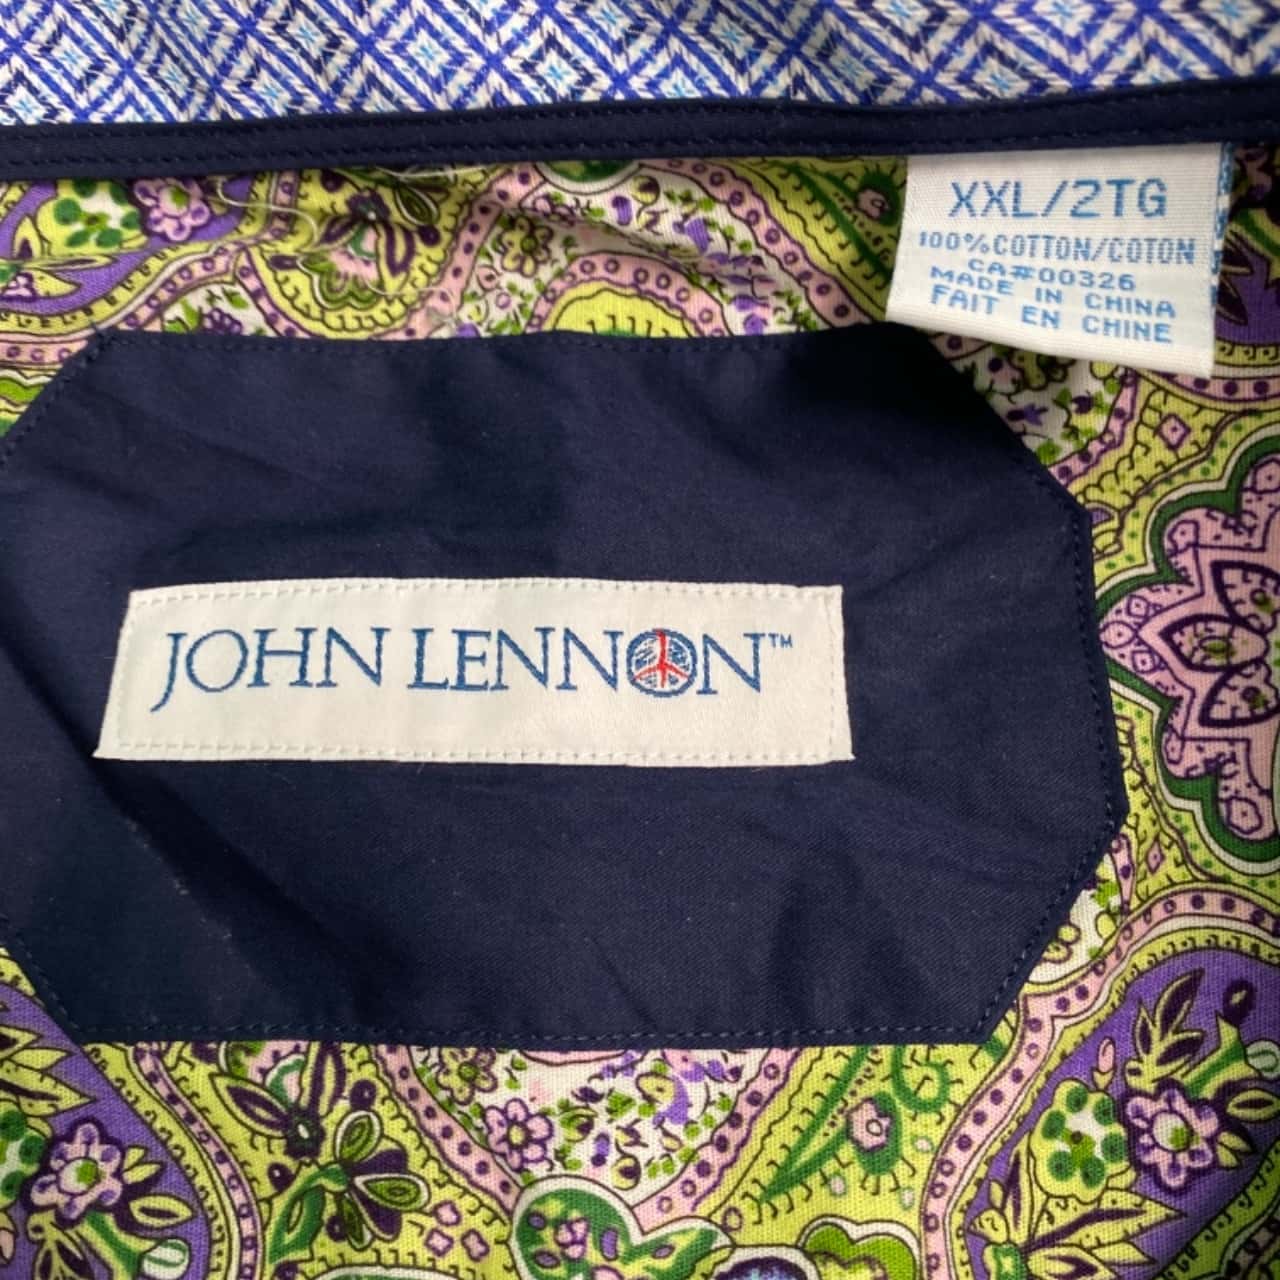 XXL/2TG
100% COTTON/COTON
CA#00326
MADE IN CHINA
FAIT EN CHINE
JOHN LENNON™